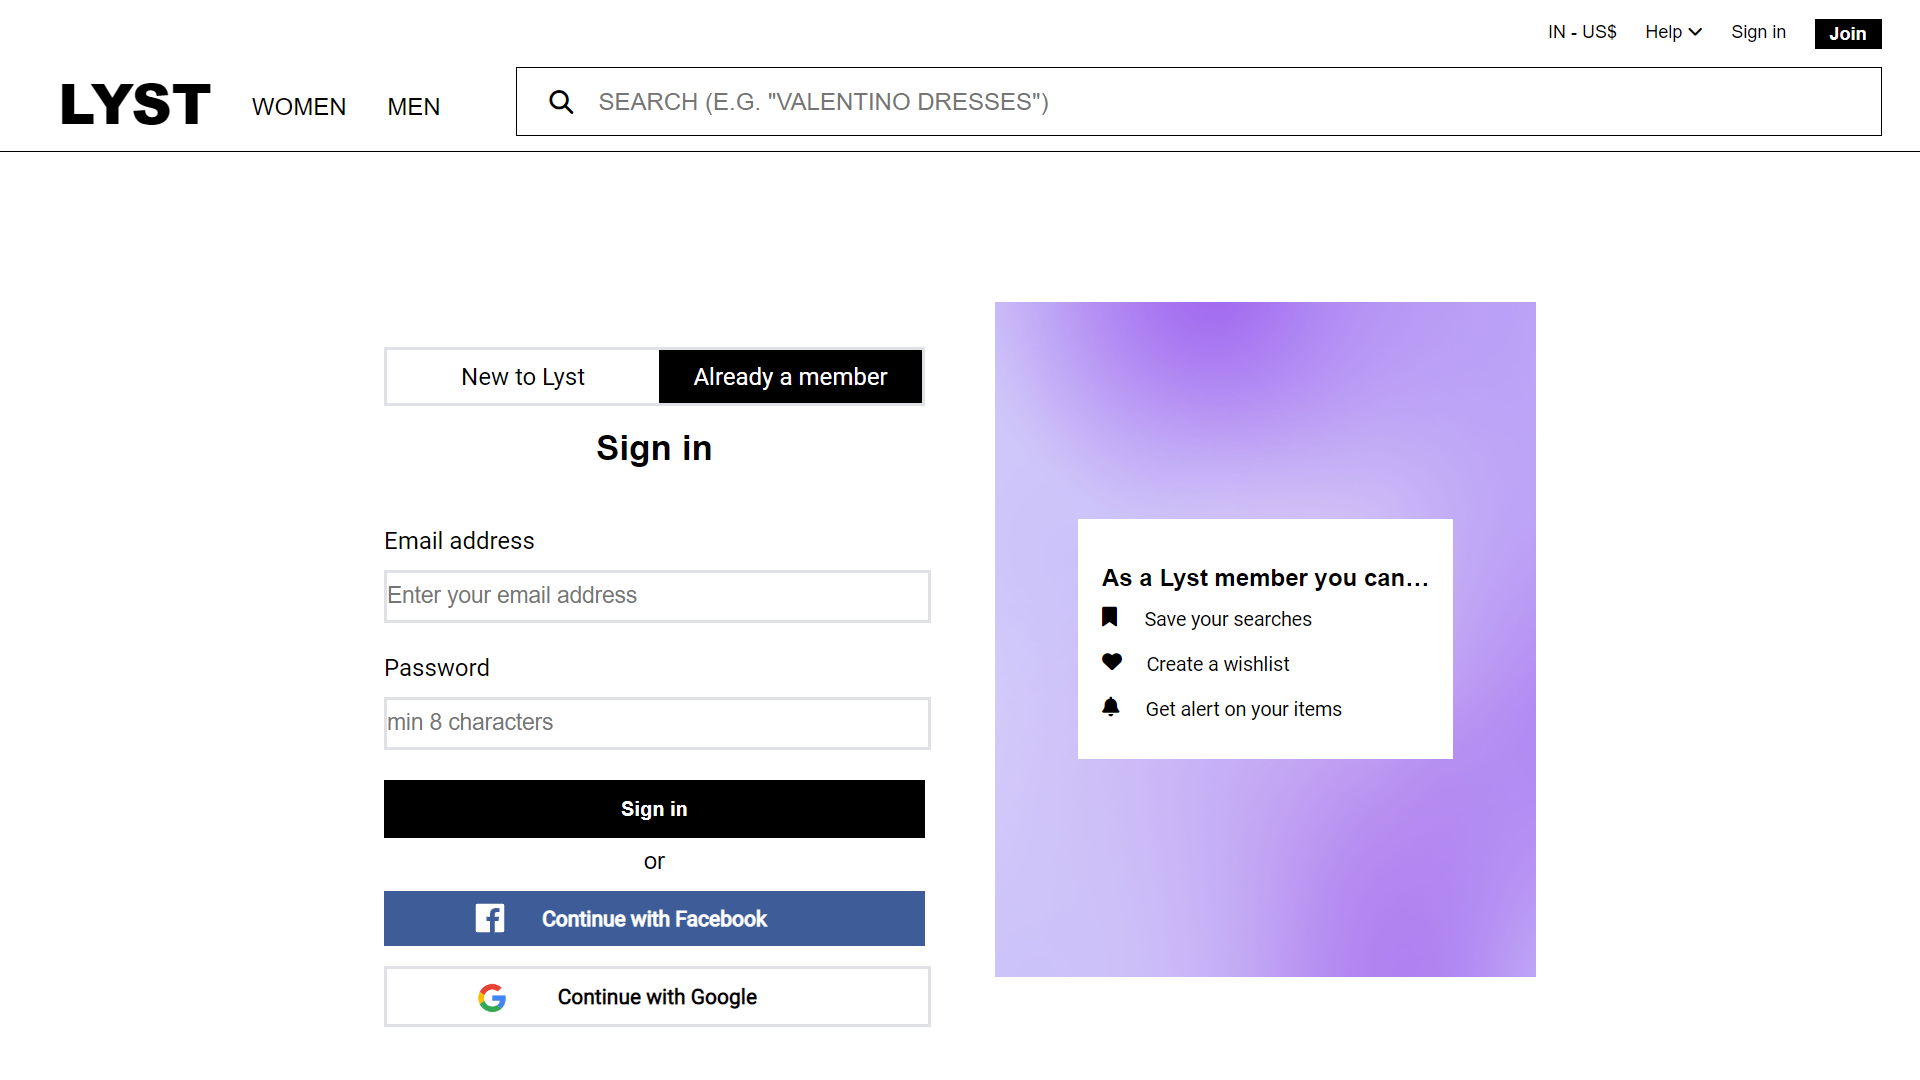 IN - US$ Help Sign in Join
LYST WOMEN MEN SEARCH (E.G. "VALENTINO DRESSES")
New to Lyst Already a member
Sign in
Email address
Enter your email address
Password
min 8 characters
Sign in
or
Continue with Facebook
Continue with Google
As a Lyst member you can...
Save your searches
Create a wishlist
Get alert on your items